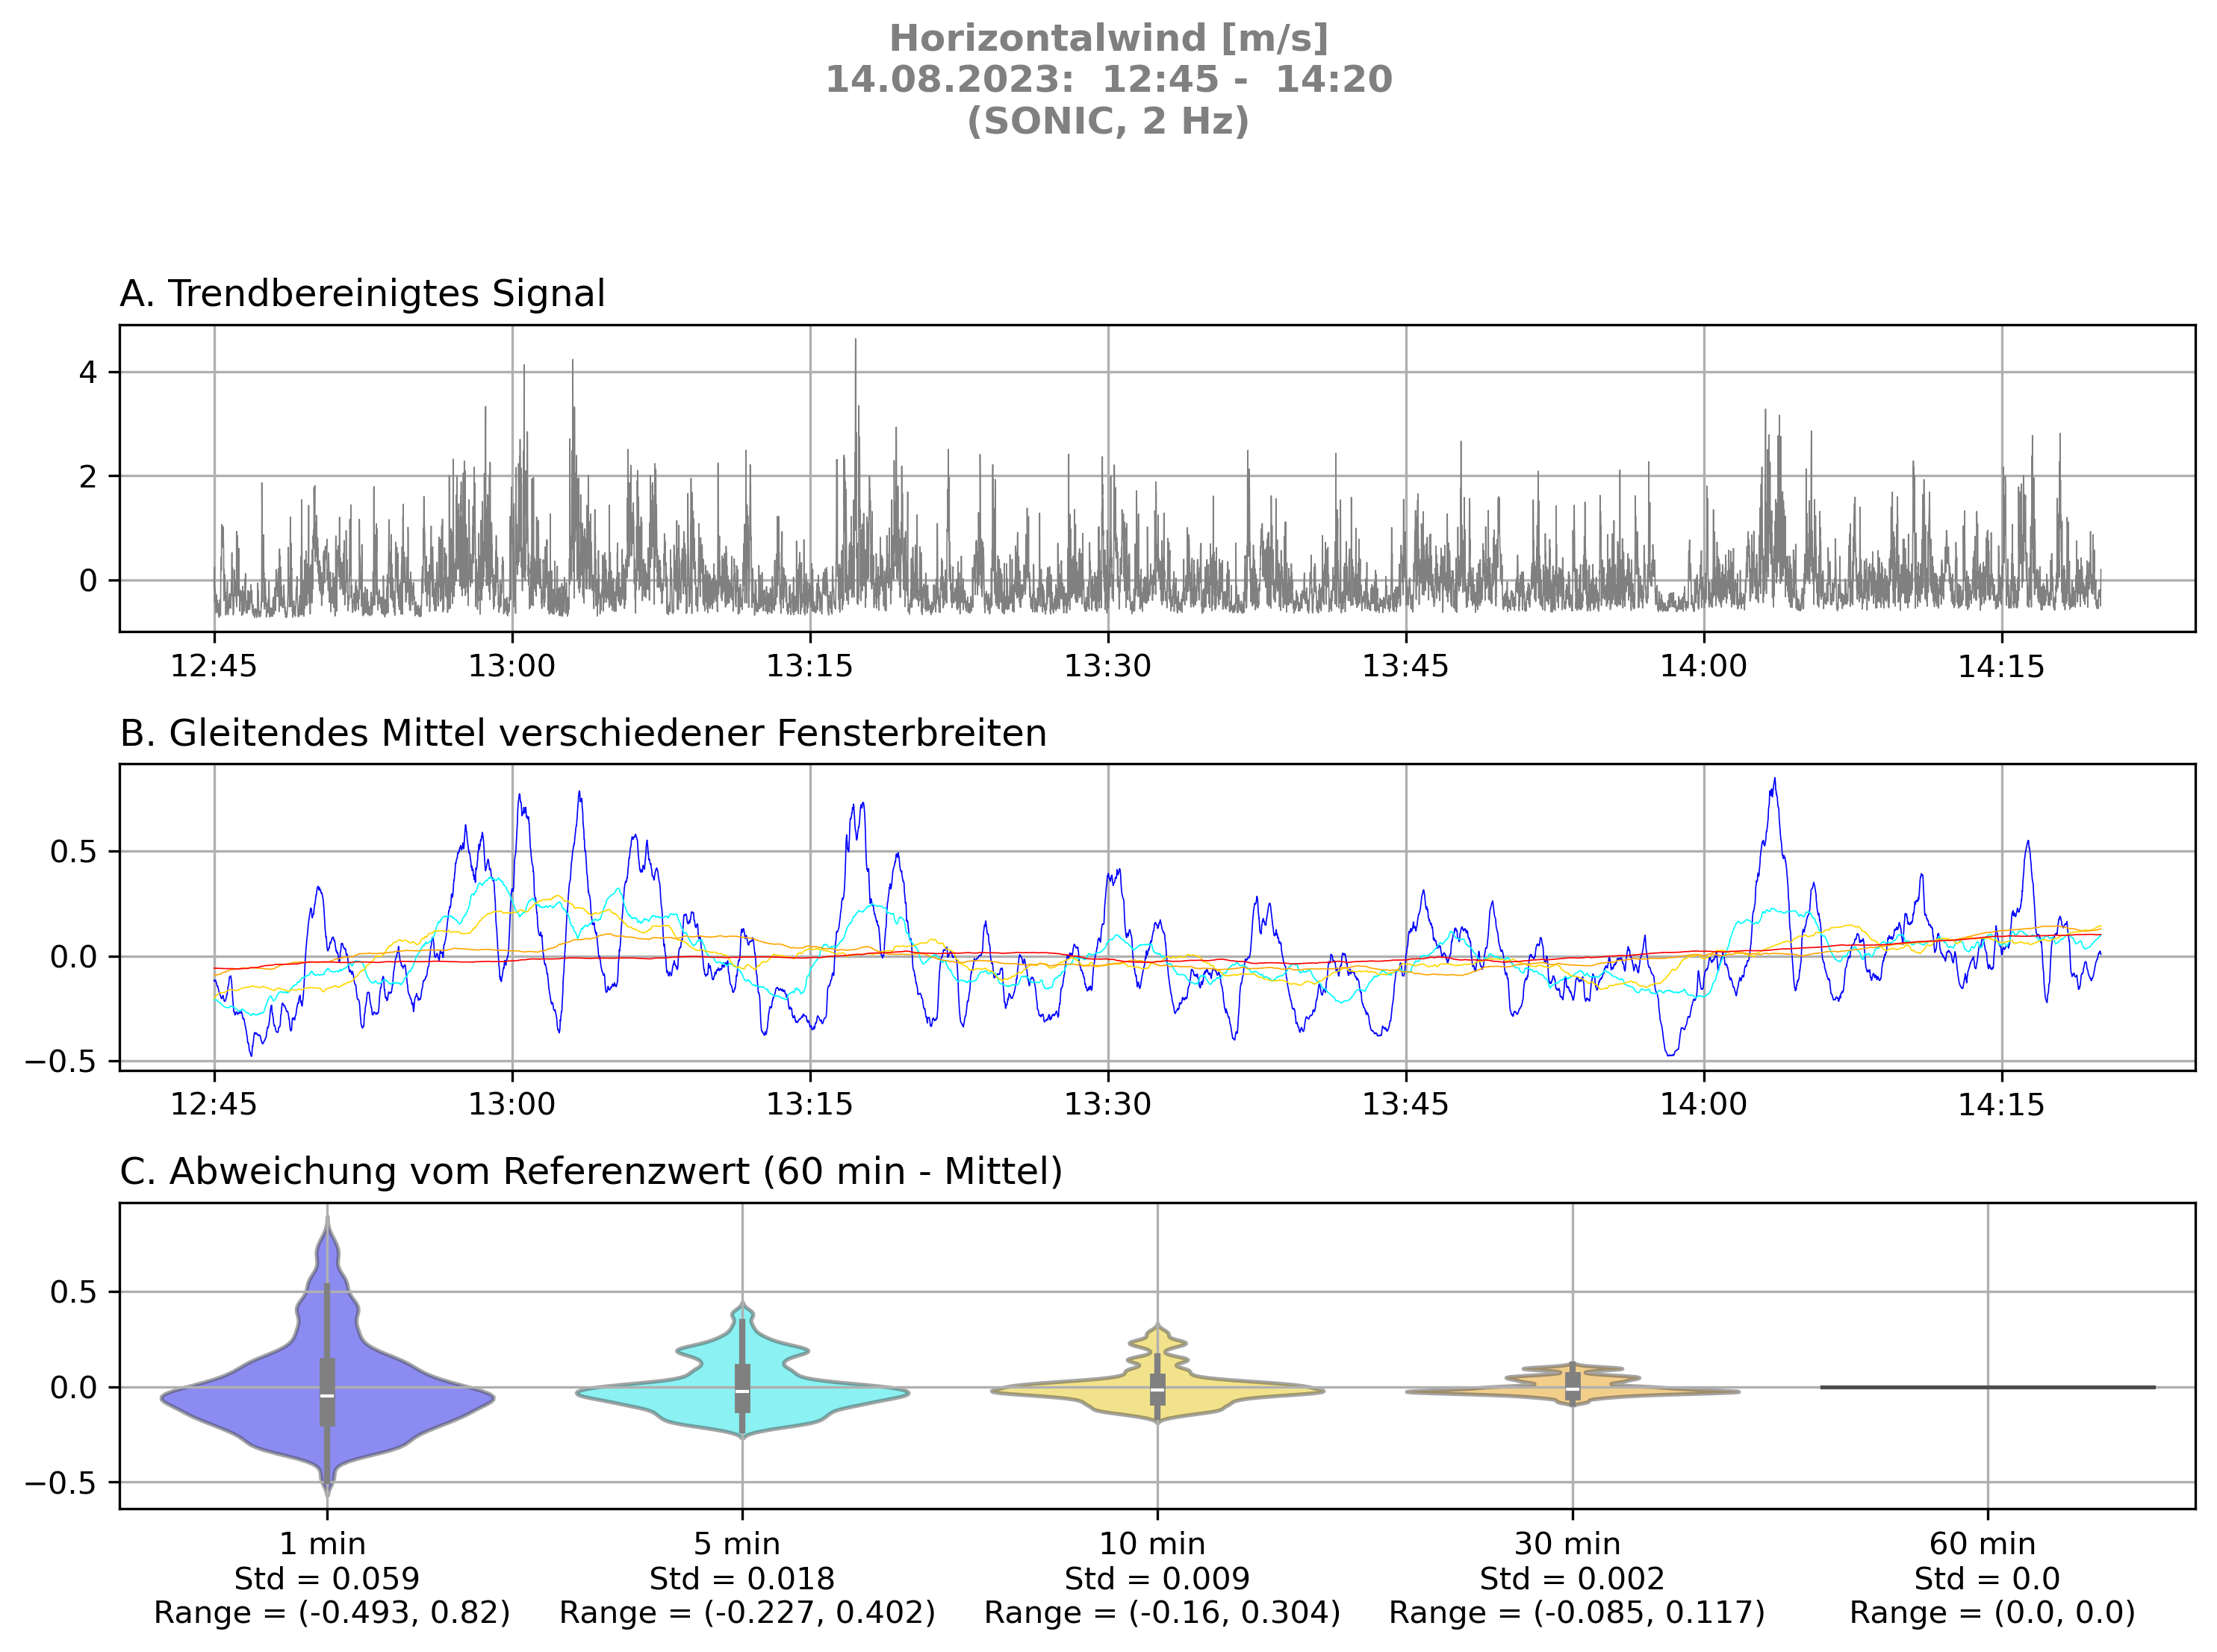 Horizontalwind [m/s]
14.08.2023:  12:45 -  14:20
(SONIC, 2 Hz)
A. Trendbereinigtes Signal
4
2
0
12:45 13:00 13:15 13:30 13:45 14:00 14:15
B. Gleitendes Mittel verschiedener Fensterbreiten
0.5
0.0
−0.5
12:45 13:00 13:15 13:30 13:45 14:00 14:15
C. Abweichung vom Referenzwert (60 min - Mittel)
0.5
0.0
−0.5
1 min 5 min 10 min 30 min 60 min
Std = 0.059 Std = 0.018 Std = 0.009 Std = 0.002 Std = 0.0
Range = (-0.493, 0.82) Range = (-0.227, 0.402) Range = (-0.16, 0.304) Range = (-0.085, 0.117) Range = (0.0, 0.0)